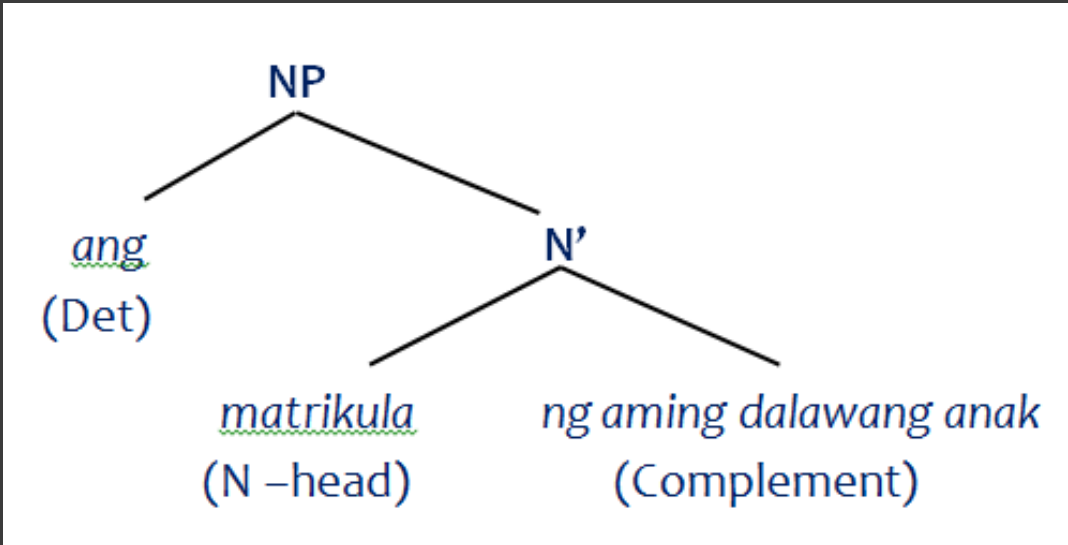 NP
ang
N’
(Det)
matrikula
ng aming dalawang anak
(N –head)
(Complement)